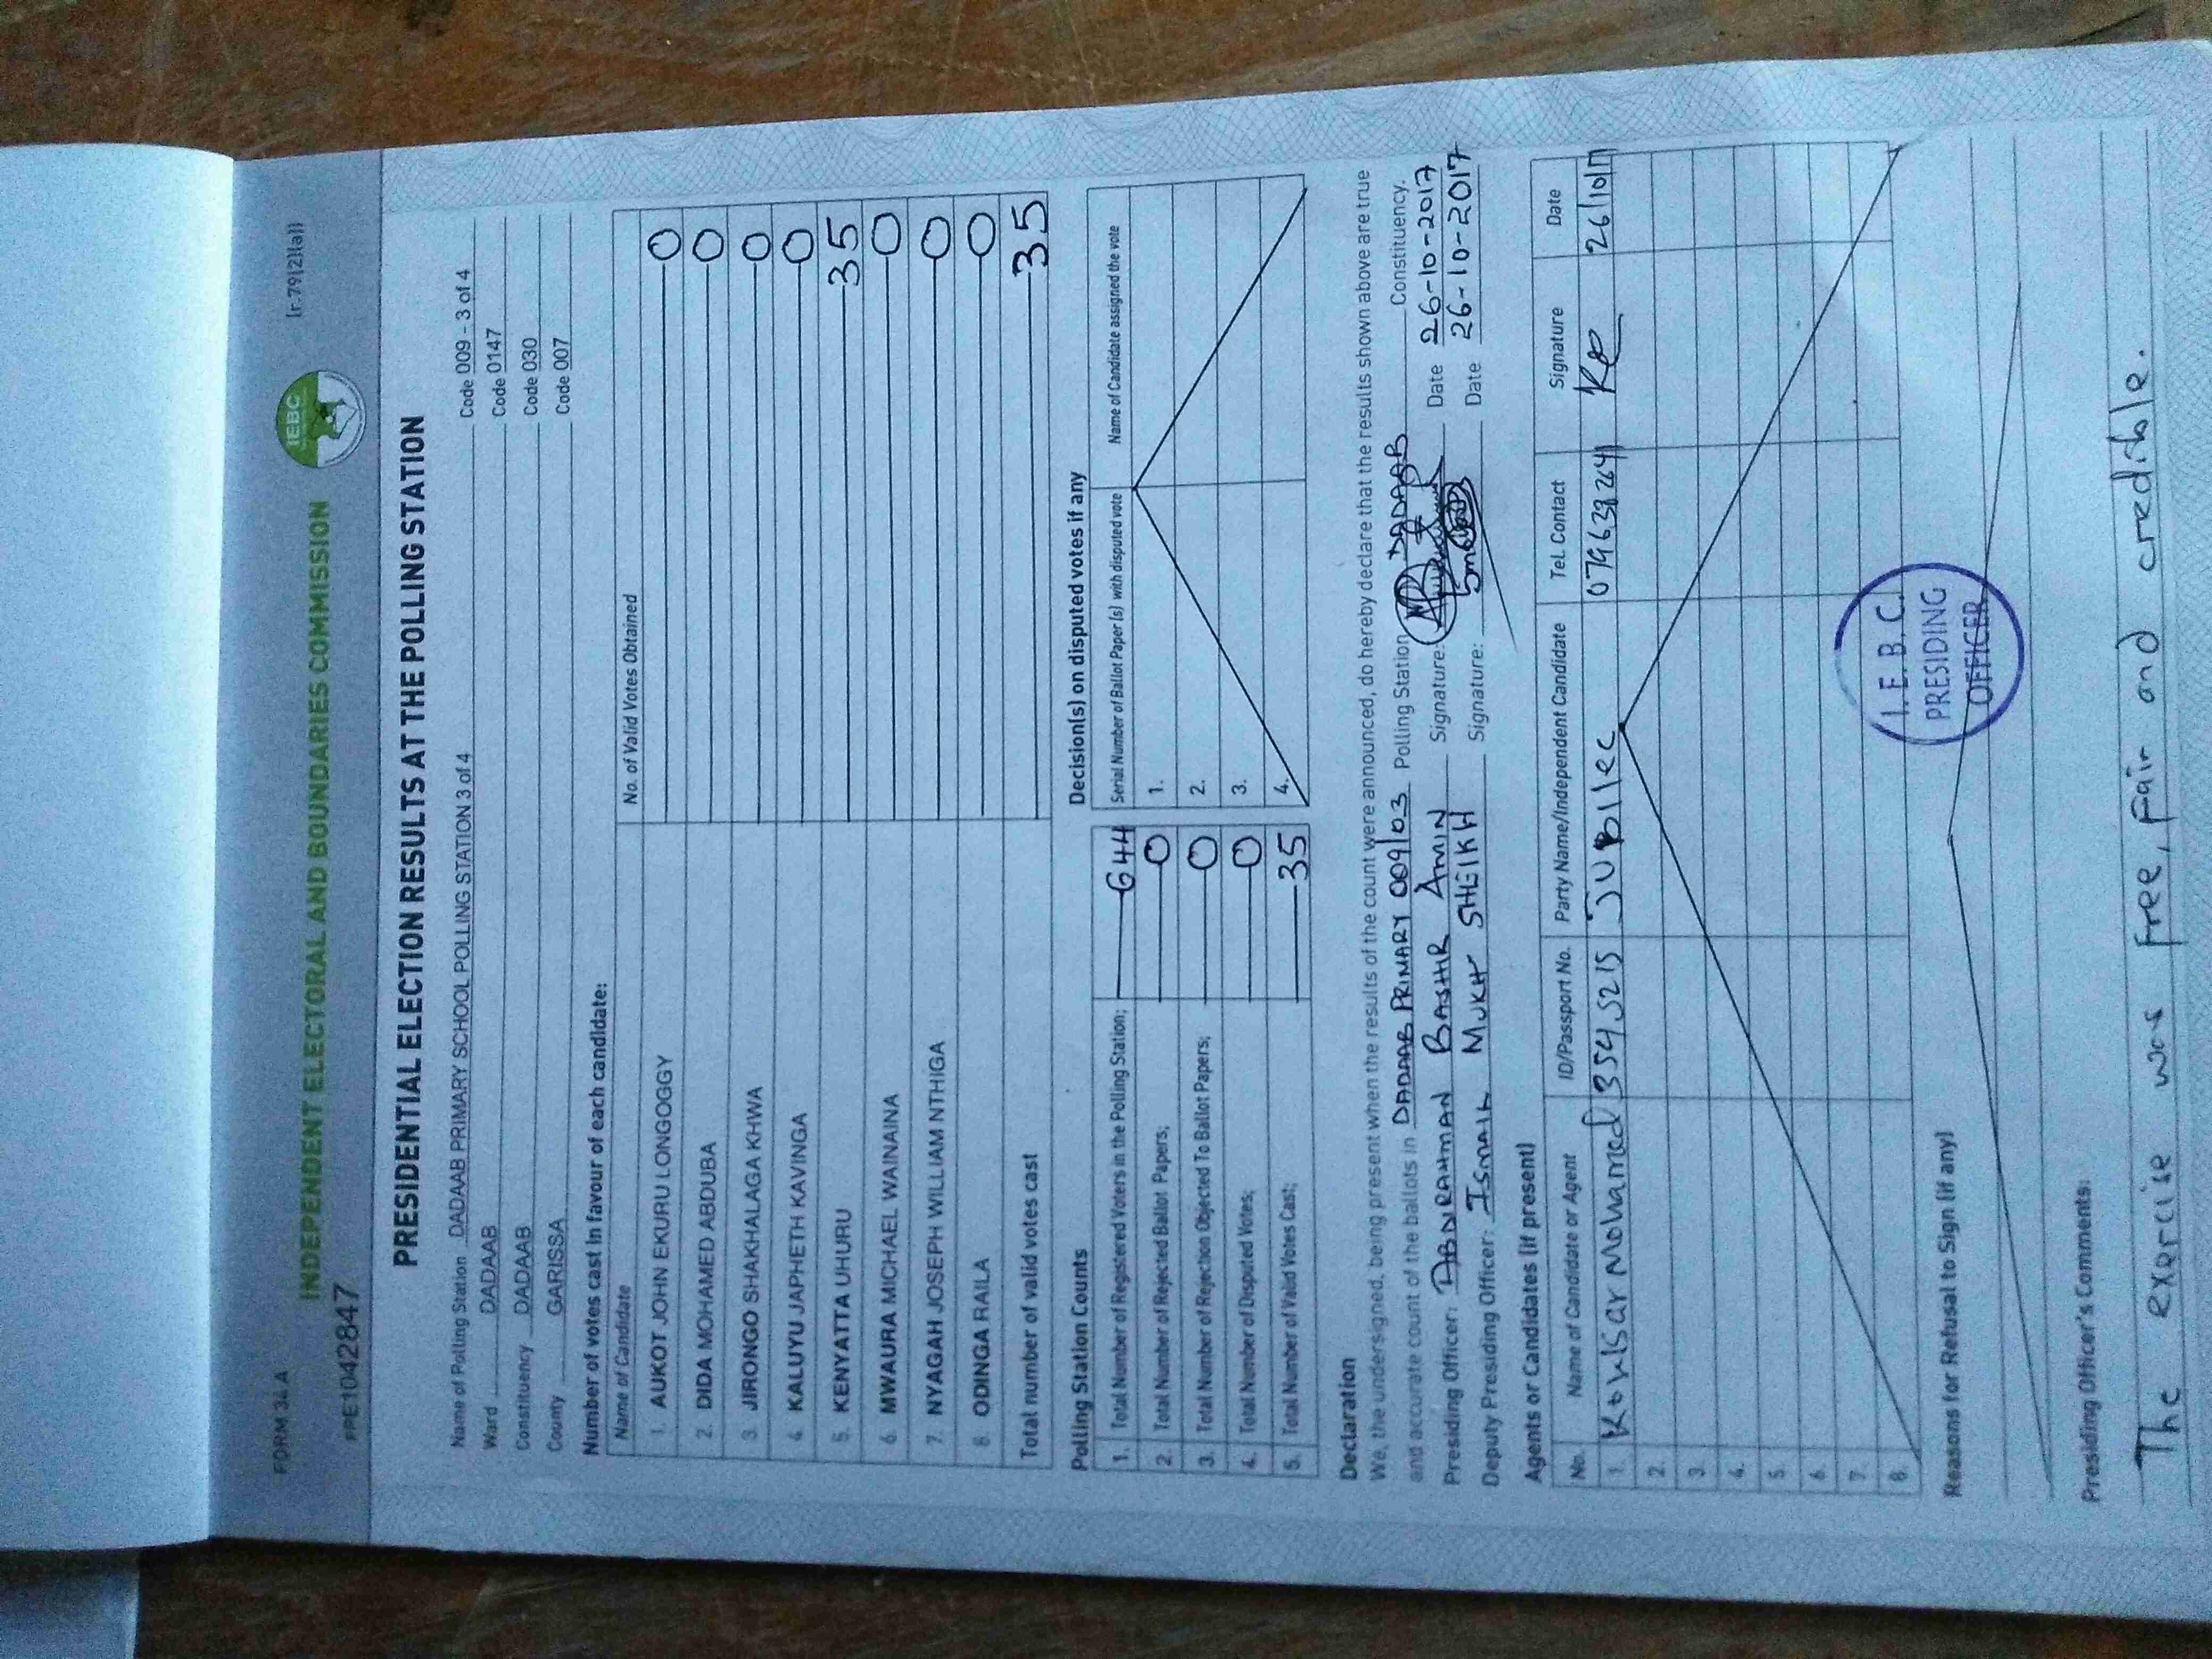 FORM 34 A
INDEPENDENT ELECTORAL AND BOUNDARIES COMMISSION
IEBC
(r.79(2)(a))
PRE1042847
PRESIDENTIAL ELECTION RESULTS AT THE POLLING STATION
Name of Polling Station DADAAB PRIMARY SCHOOL POLLING STATION 3 of 4 Code 009 - 3 of 4
Ward DADAAB Code 0147
Constituency DADAAB Code 030
County GARISSA Code 007
Number of votes cast in favour of each candidate:
Name of Candidate No. of Valid Votes Obtained
1. AUKOT JOHN EKURU LONGOGGY 0
2. DIDA MOHAMED ABDUBA 0
3. JIRONGO SHAKHALAGA KHWA 0
4. KALUYU JAPHETH KAVINGA 0
5. KENYATTA UHURU 35
6. MWAURA MICHAEL WAINAINA 0
7. NYAGAH JOSEPH WILLIAM NTHIGA 0
8. ODINGA RAILA 0
Total number of valid votes cast 35
Polling Station Counts
1. Total Number of Registered Voters in the Polling Station; 644
2. Total Number of Rejected Ballot Papers; 0
3. Total Number of Rejection Objected To Ballot Papers; 0
4. Total Number of Disputed Votes; 0
5. Total Number of Valid Votes Cast; 35
Decision(s) on disputed votes if any
Serial Number of Ballot Paper (s) with disputed vote Name of Candidate assigned the vote
1.
2.
3.
4.
Declaration
We, the undersigned, being present when the results of the count were announced, do hereby declare that the results shown above are true
and accurate count of the ballots in DADAAB PRIMARY 009/03 Polling Station DADAAB Constituency.
Presiding Officer: ABDIRAHMAN BASHIR AMIN Signature: Date 26-10-2017
Deputy Presiding Officer: ISMAIL MUKHT SHEIKH Signature: Date 26-10-2017
Agents or Candidates (if present)
No. Name of Candidate or Agent ID/Passport No. Party Name/Independent Candidate Tel. Contact Signature Date
1. Kowlsar Mohamed 35455215 JUBILEE 26/10/17
2.
3.
4.
5.
6.
7.
8.
I.E.B.C.
PRESIDING
OFFICER
Reasons for Refusal to Sign (if any)
Presiding Officer's Comments:
The exercise was free, fair and creditable.